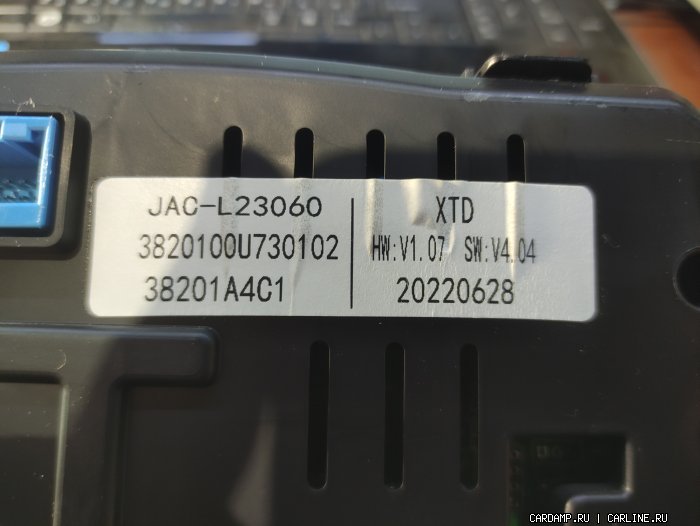 JAC-L23060
3820100U730102
38201A4C1
XTD
HW:V1.07 SW:V4.04
20220628
CARDAMP.RU | CARLINE.RU